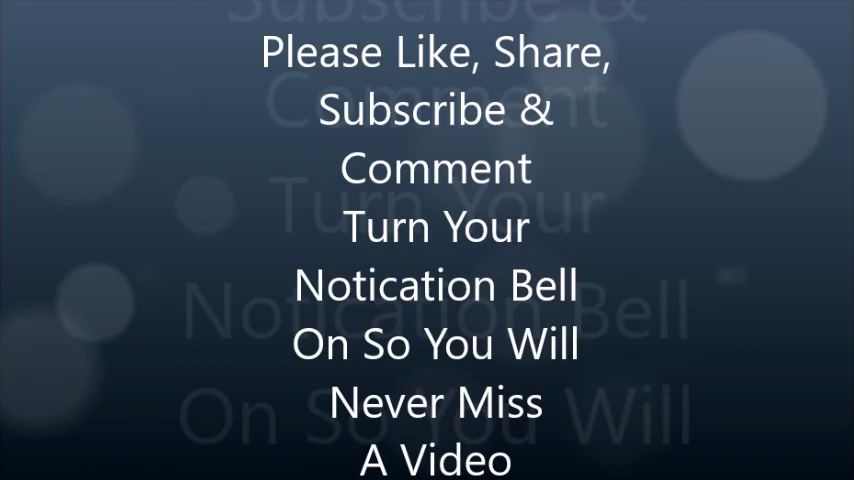 Please Like, Share,
Subscribe &
Comment
Turn Your
Notication Bell
On So You Will
Never Miss
A Video